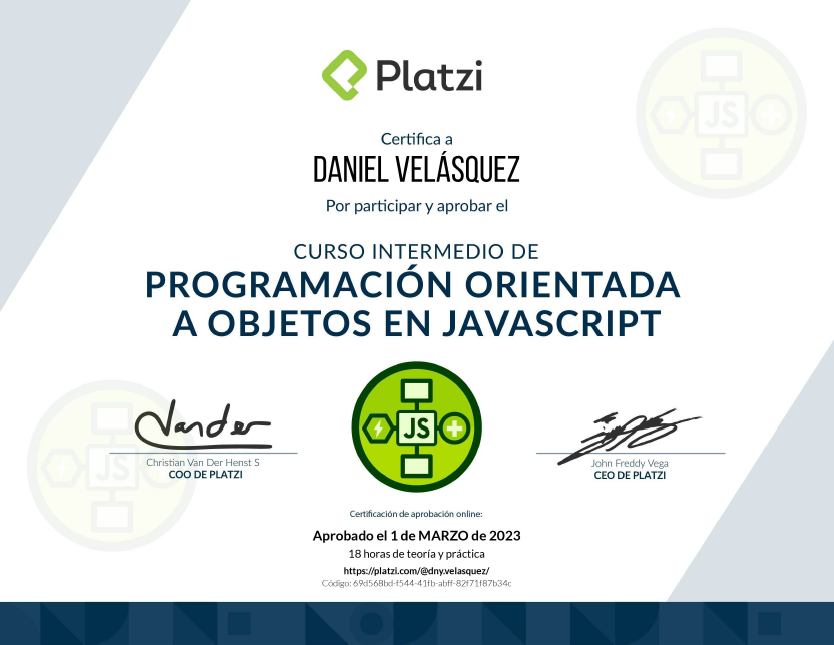 Platzi
Certifica a
DANIEL VELÁSQUEZ
Por participar y aprobar el
CURSO INTERMEDIO DE
PROGRAMACIÓN ORIENTADA
A OBJETOS EN JAVASCRIPT
JS
JS
JS
Vander
Christian Van Der Henst S
COO DE PLATZI
John Freddy Vega
CEO DE PLATZI
Certificación de aprobación online:
Aprobado el 1 de MARZO de 2023
18 horas de teoría y práctica
https://platzi.com/@dny.velasquez/
Código: 69d568bd-f544-41fb-abff-82f71f87b34c